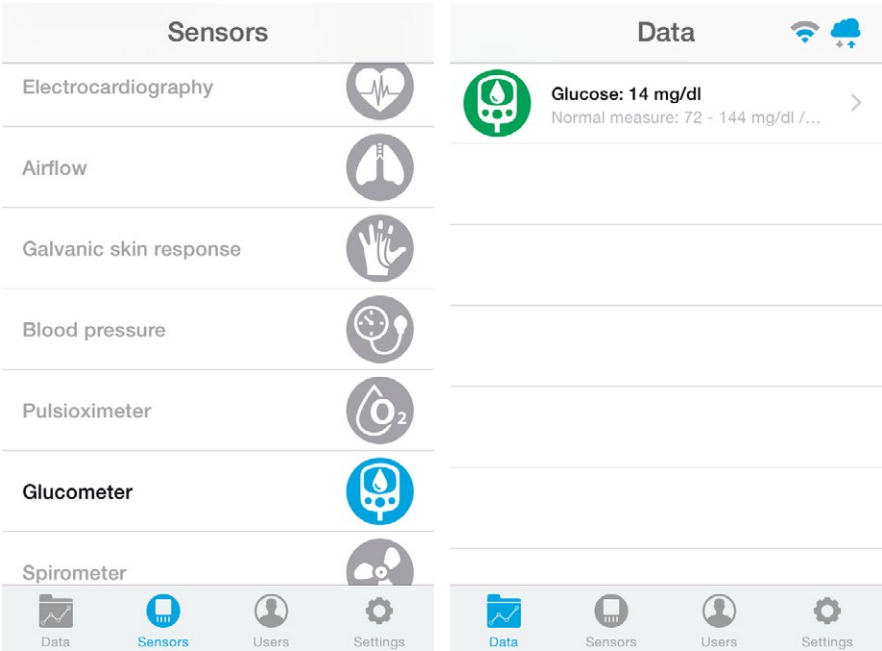 Sensors
Electrocardiography
Airflow
Galvanic skin response
Blood pressure
Pulsioximeter
O2
Glucometer
Spirometer
Data
Sensors
Users
Settings
Data
Glucose: 14 mg/dl
Normal measure: 72 - 144 mg/dl /...
Data
Sensors
Users
Settings